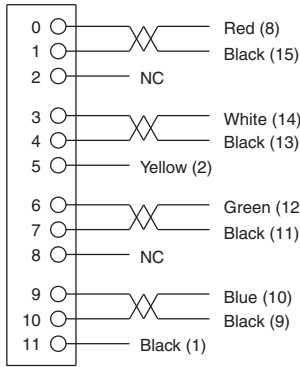 0 Red (8)
1 Black (15)
2 NC
3 White (14)
4 Black (13)
5 Yellow (2)
6 Green (12
7 Black (11)
8 NC
9 Blue (10)
10 Black (9)
11 Black (1)